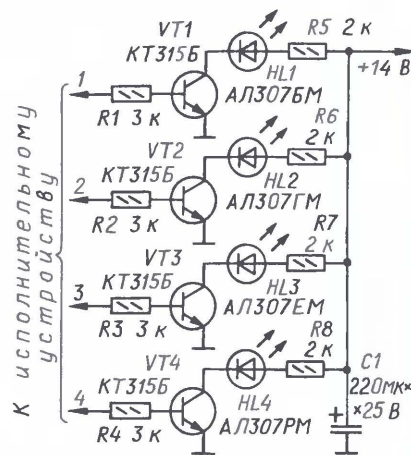 VT1
КТ315Б
R5 2 к
+14 В
1
R1 3 к
HL1
АЛ307БМ
VT2
КТ315Б
R6
2 к
2
R2 3 к
HL2
АЛ307ГМ
VT3
КТ315Б
R7
2 к
3
R3 3 к
HL3
АЛ307ЕМ
VT4
КТ315Б
R8
2 к
4
R4 3 к
HL4
АЛ307РМ
C1
220мк×
×25 В
+
К исполнительному
устройству